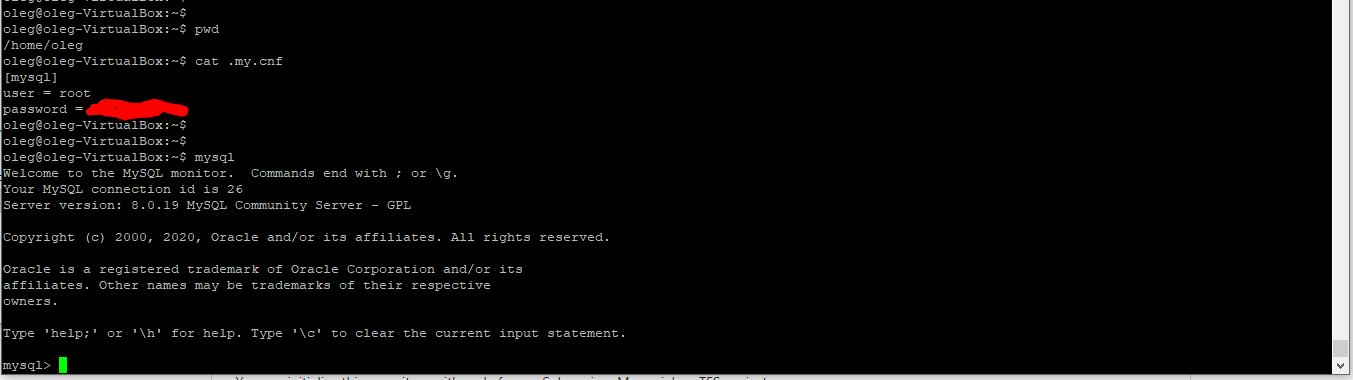 oleg@oleg-VirtualBox:~$
oleg@oleg-VirtualBox:~$ pwd
/home/oleg
oleg@oleg-VirtualBox:~$ cat .my.cnf
[mysql]
user = root
password =
oleg@oleg-VirtualBox:~$
oleg@oleg-VirtualBox:~$
oleg@oleg-VirtualBox:~$ mysql
Welcome to the MySQL monitor.  Commands end with ; or \g.
Your MySQL connection id is 26
Server version: 8.0.19 MySQL Community Server - GPL
Copyright (c) 2000, 2020, Oracle and/or its affiliates. All rights reserved.
Oracle is a registered trademark of Oracle Corporation and/or its
affiliates. Other names may be trademarks of their respective
owners.
Type 'help;' or '\h' for help. Type '\c' to clear the current input statement.
mysql>